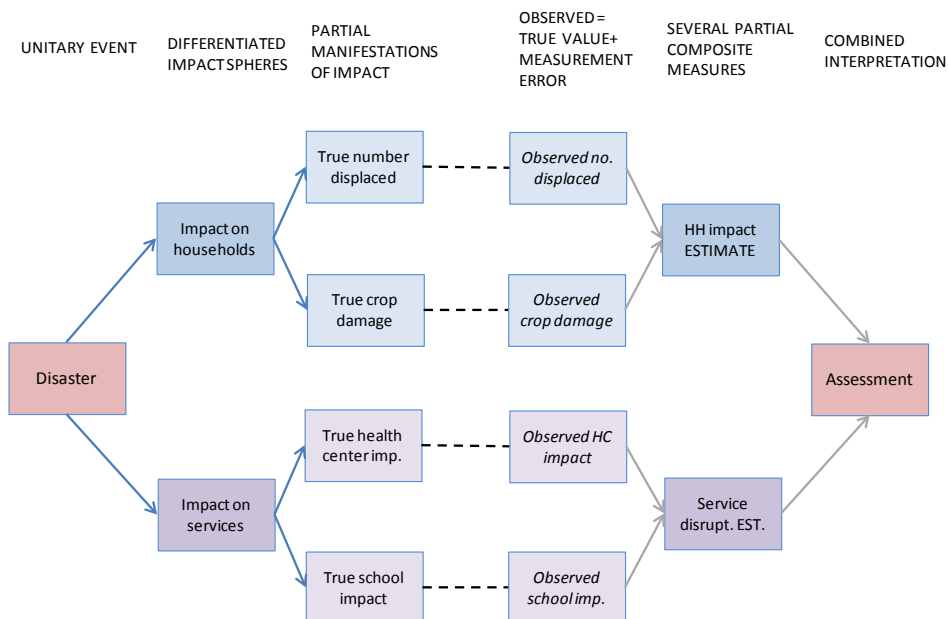 UNITARY EVENT
DIFFERENTIATED
IMPACT SPHERES
PARTIAL
MANIFESTATIONS
OF IMPACT
OBSERVED =
TRUE VALUE+
MEASUREMENT
ERROR
SEVERAL PARTIAL
COMPOSITE
MEASURES
COMBINED
INTERPRETATION
True number
displaced
Observed no.
displaced
Impact on
households
HH impact
ESTIMATE
True crop
damage
Observed
crop damage
Disaster
Assessment
True health
center imp.
Observed HC
impact
Impact on
services
Service
disrupt. EST.
True school
impact
Observed
school imp.